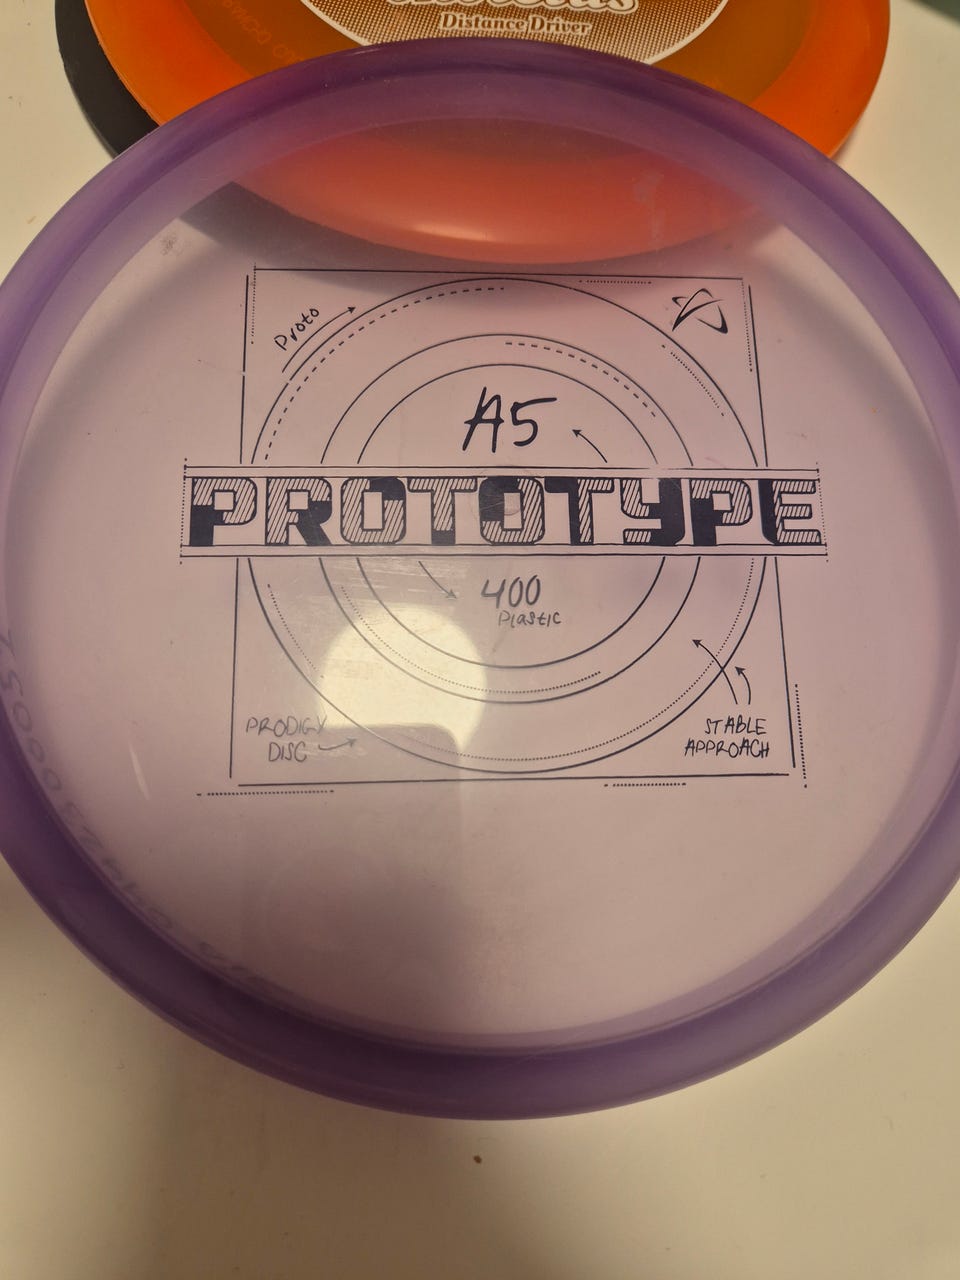 Distance Driver
Proto
A5
PROTOTYPE
400
Plastic
PRODIGY
DISC
STABLE
APPROACH